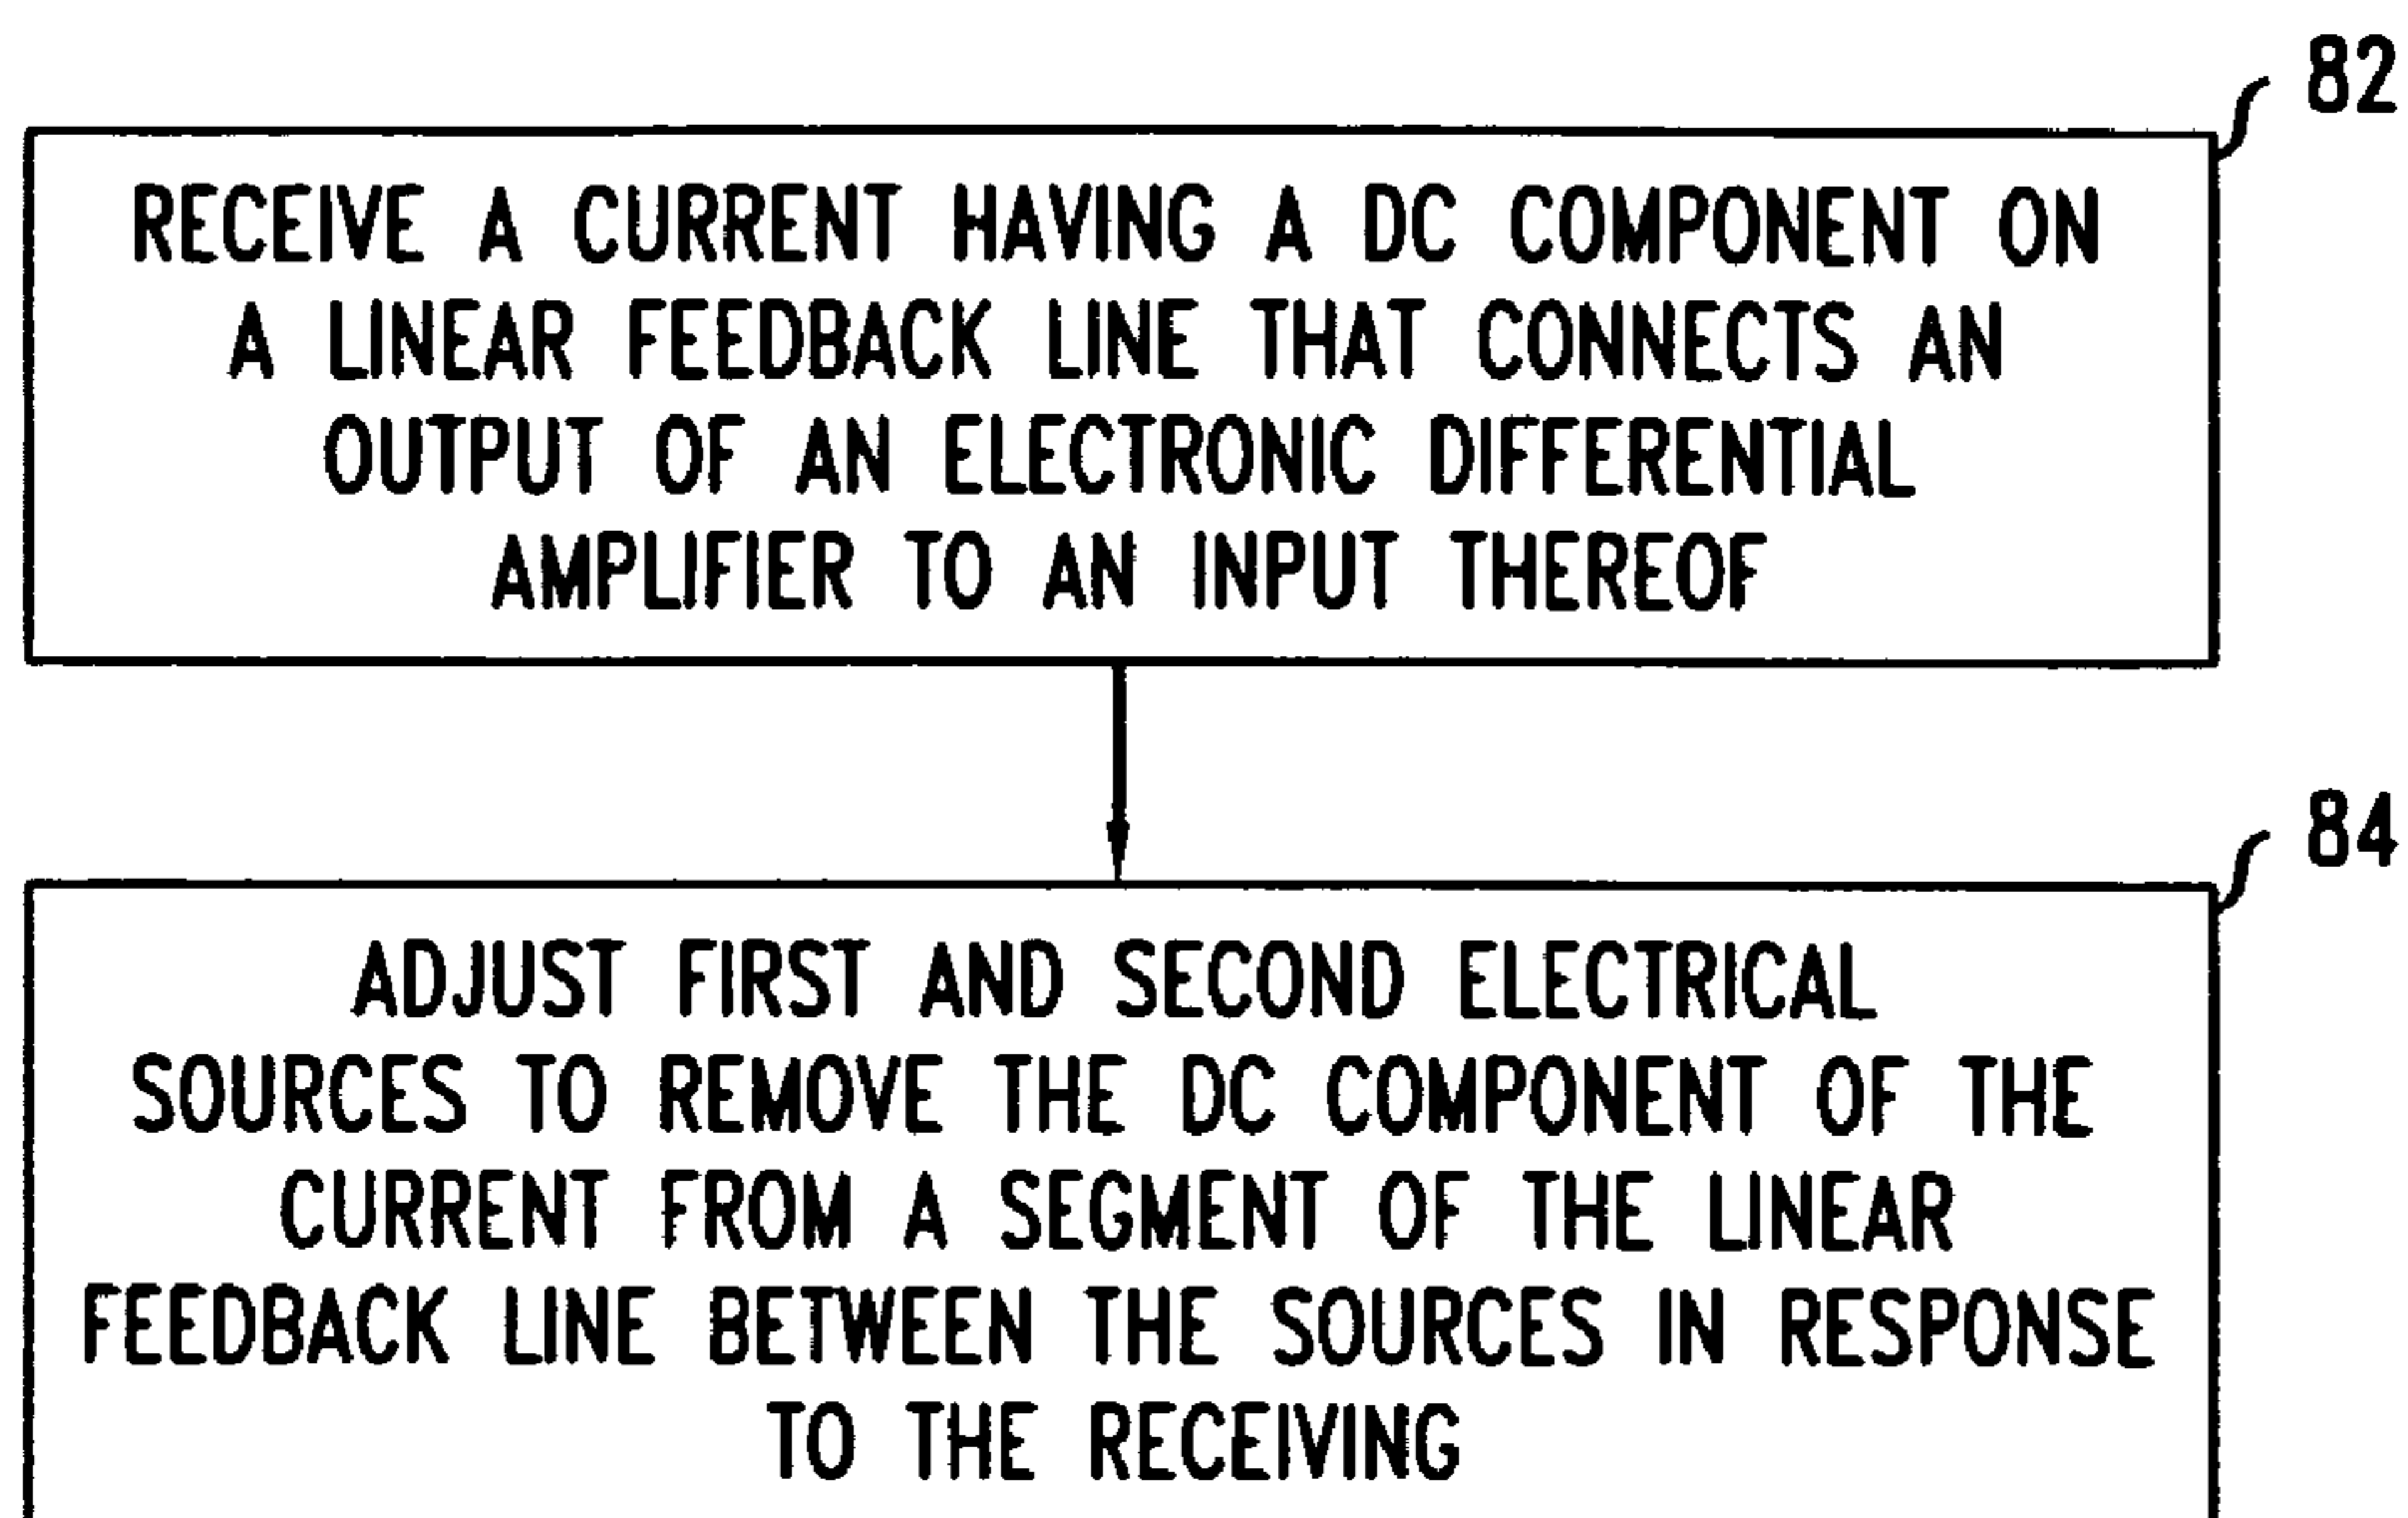 82
RECEIVE A CURRENT HAVING A DC COMPONENT ON
A LINEAR FEEDBACK LINE THAT CONNECTS AN
OUTPUT OF AN ELECTRONIC DIFFERENTIAL
AMPLIFIER TO AN INPUT THEREOF
84
ADJUST FIRST AND SECOND ELECTRICAL
SOURCES TO REMOVE THE DC COMPONENT OF THE
CURRENT FROM A SEGMENT OF THE LINEAR
FEEDBACK LINE BETWEEN THE SOURCES IN RESPONSE
TO THE RECEIVING